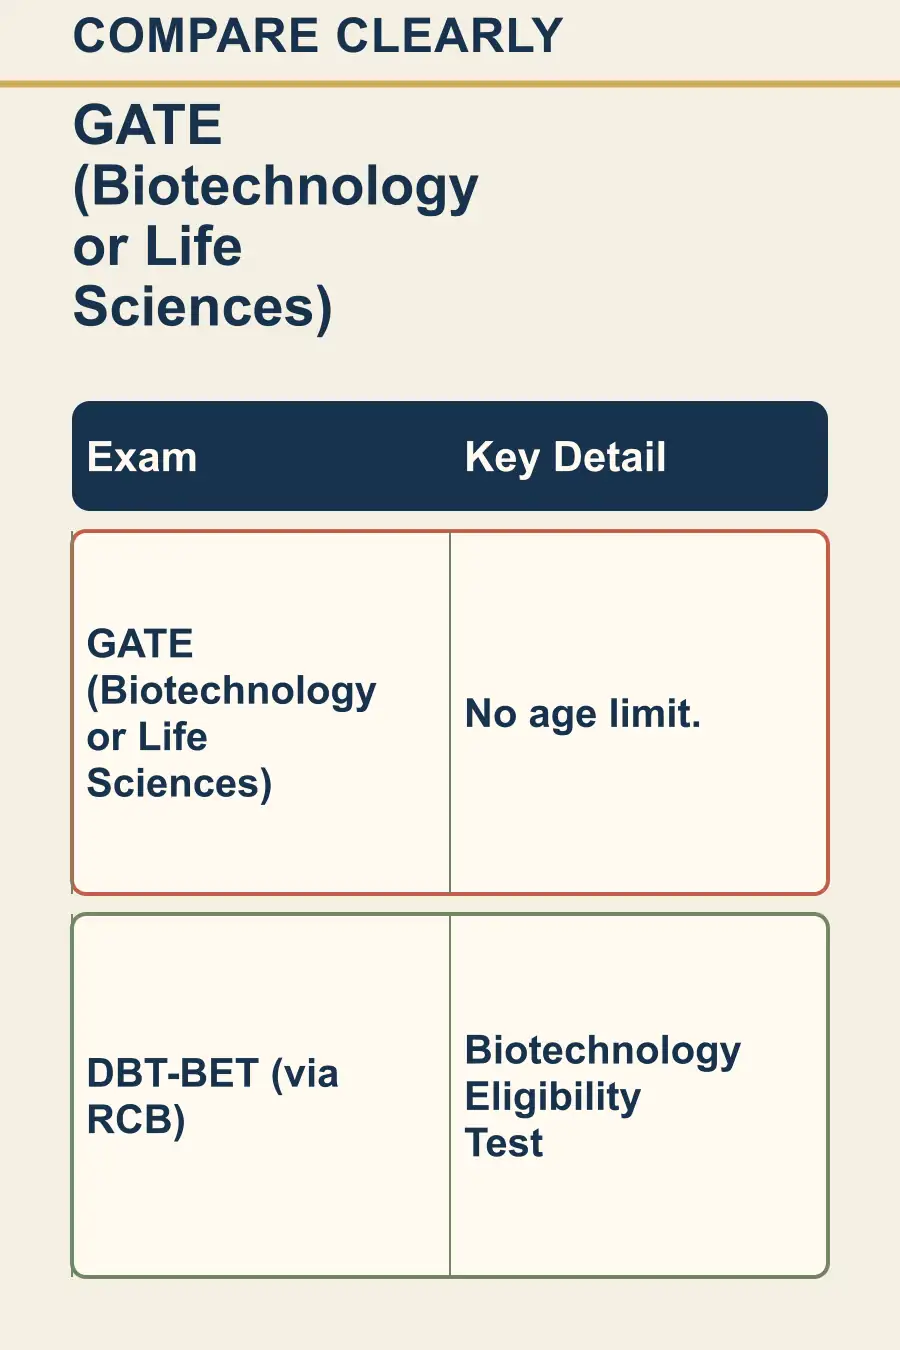 COMPARE CLEARLY
GATE
(Biotechnology
or Life
Sciences)
Exam
Key Detail
GATE
(Biotechnology
or Life
Sciences)
No age limit.
DBT-BET (via
RCB)
Biotechnology
Eligibility
Test